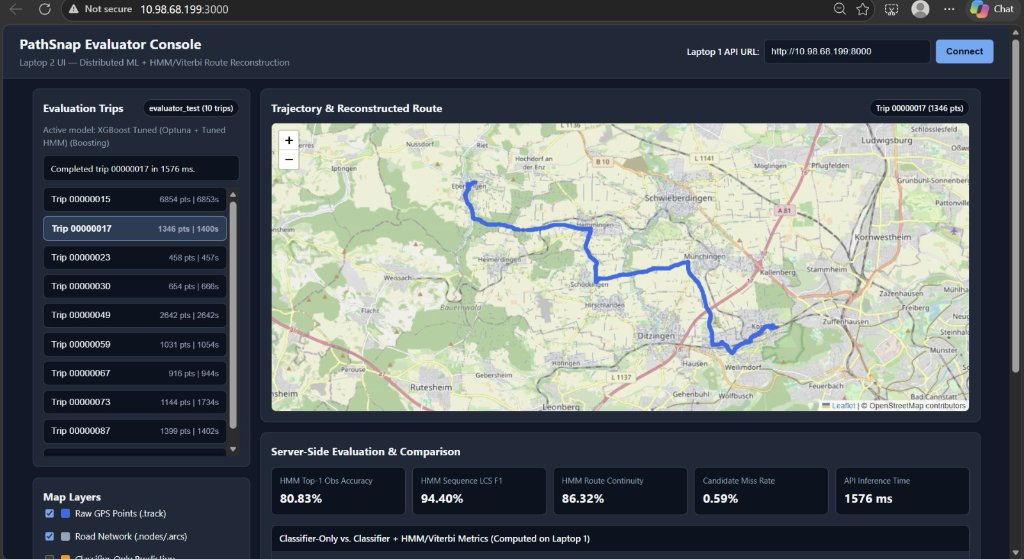 Not secure 10.98.68.199:3000
Chat
PathSnap Evaluator Console
Laptop 2 UI — Distributed ML + HMM/Viterbi Route Reconstruction
Laptop 1 API URL: http://10.98.68.199:8000 Connect
Evaluation Trips evaluator_test (10 trips)
Active model: XGBoost Tuned (Optuna + Tuned
HMM) (Boosting)
Completed trip 00000017 in 1576 ms.
Trip 00000015 6854 pts | 6853s
Trip 00000017 1346 pts | 1400s
Trip 00000023 458 pts | 457s
Trip 00000030 654 pts | 666s
Trip 00000049 2642 pts | 2642s
Trip 00000059 1031 pts | 1054s
Trip 00000067 916 pts | 944s
Trip 00000073 1144 pts | 1734s
Trip 00000087 1399 pts | 1402s
Map Layers
Raw GPS Points (.track)
Road Network (.nodes/.arcs)
Trajectory & Reconstructed Route Trip 00000017 (1346 pts)
+
−
L 1136
Nussdorf
Riet
Hochdorf an
der Enz
B 10
L 1141
Möglingen
Schlösslesfeld
Ludwigsburg
Iptingen
Pflugfelden
Grünbühl-Sonnenberg
Schwieberdingen
Pattonville
A 81
Kornwestheim
Heimerdingen
Münchingen
Kallenberg
Stammheim
Weissach
Schöckingen
Hirschlanden
Zazenhausen
Mühlhausen
Flacht
Bauernwald
Zuffenhausen
Freiberg
Ditzingen
Perouse
Höfingen
Hausen
Weilimdorf
Feuerbach
Rutesheim
Gebersheim
L 1137
Wolfbusch
Leonberg
Bad Cannstatt
Leaflet | © OpenStreetMap contributors
Server-Side Evaluation & Comparison
HMM Top-1 Obs Accuracy
80.83%
HMM Sequence LCS F1
94.40%
HMM Route Continuity
86.32%
Candidate Miss Rate
0.59%
API Inference Time
1576 ms
Classifier-Only vs. Classifier + HMM/Viterbi Metrics (Computed on Laptop 1)